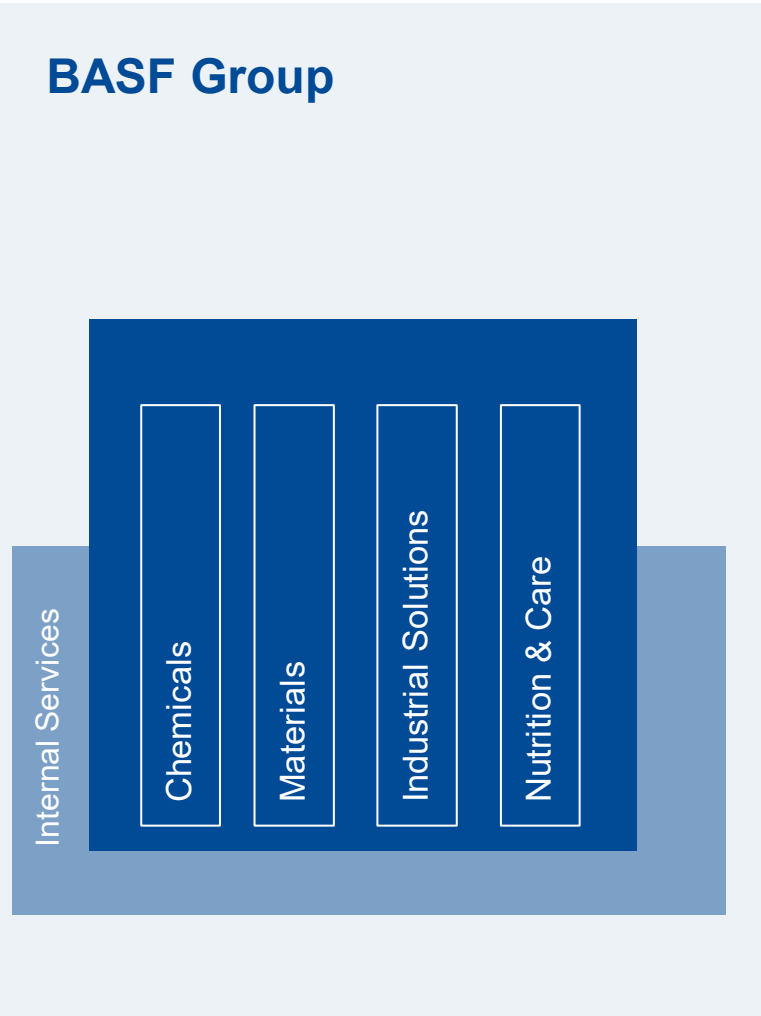 BASF Group
Internal Services
Chemicals
Materials
Industrial Solutions
Nutrition & Care